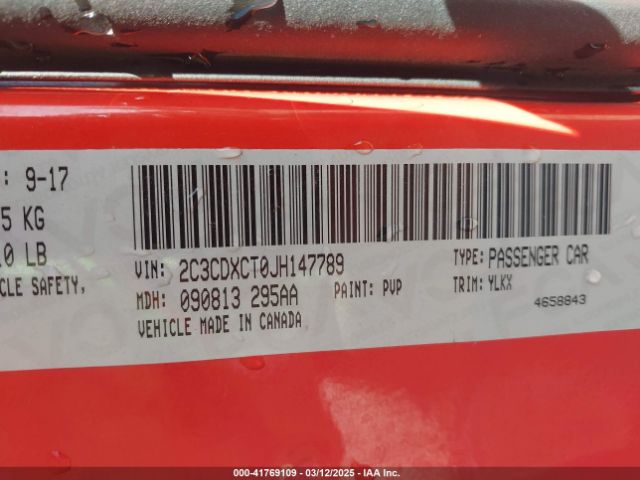 : 9-17
5 KG
0 LB
CLE SAFETY,
VIN: 2C3CDXCT0JH147789
TYPE: PASSENGER CAR
MDH: 090813 295AA
PAINT: PVP
TRIM: YLKX
VEHICLE MADE IN CANADA
4658843
000-41769109 | 03/12/2025 - IAA Inc.